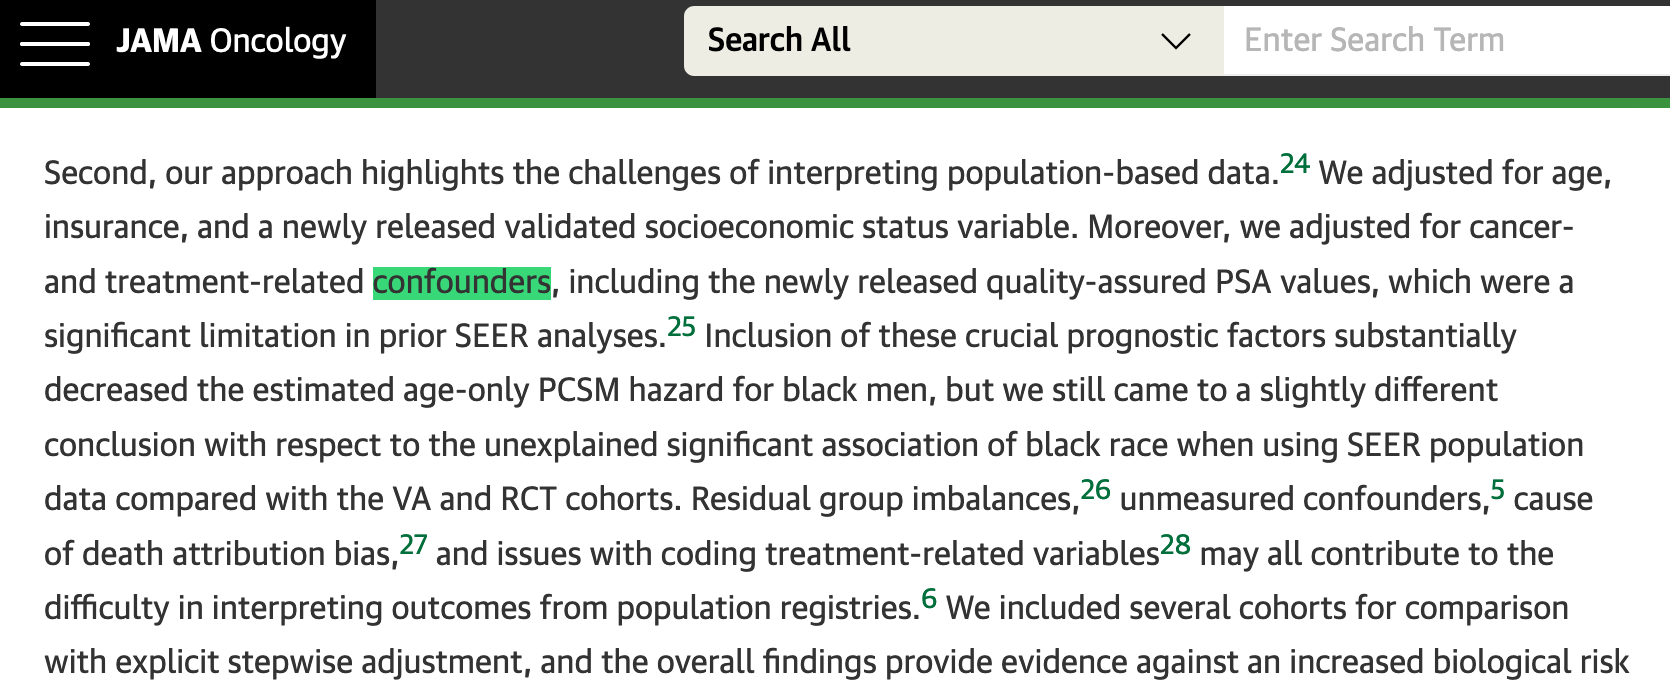 JAMA Oncology
Search All
Enter Search Term
Second, our approach highlights the challenges of interpreting population-based data.24 We adjusted for age,
insurance, and a newly released validated socioeconomic status variable. Moreover, we adjusted for cancer-
and treatment-related confounders, including the newly released quality-assured PSA values, which were a
significant limitation in prior SEER analyses.25 Inclusion of these crucial prognostic factors substantially
decreased the estimated age-only PCSM hazard for black men, but we still came to a slightly different
conclusion with respect to the unexplained significant association of black race when using SEER population
data compared with the VA and RCT cohorts. Residual group imbalances,26 unmeasured confounders,5 cause
of death attribution bias,27 and issues with coding treatment-related variables28 may all contribute to the
difficulty in interpreting outcomes from population registries.6 We included several cohorts for comparison
with explicit stepwise adjustment, and the overall findings provide evidence against an increased biological risk